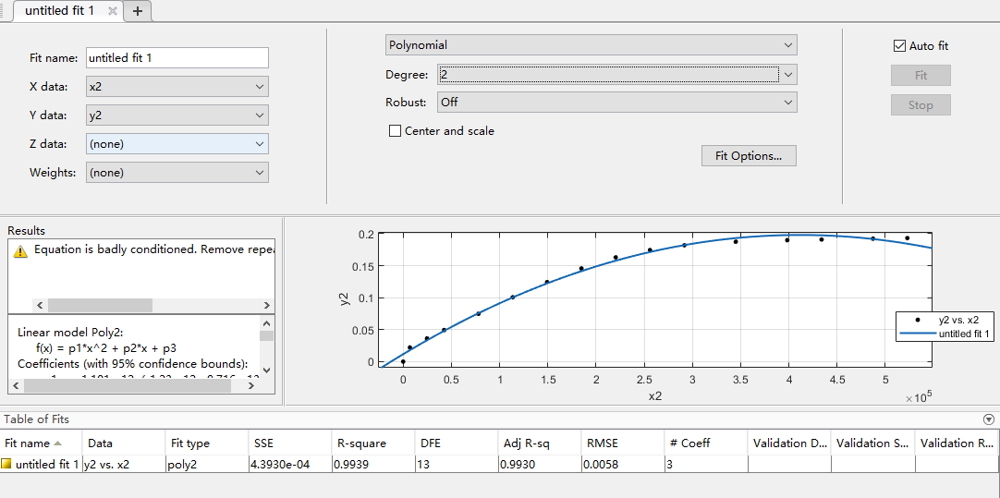 untitled fit 1
Fit name: untitled fit 1
X data: x2
Y data: y2
Z data: (none)
Weights: (none)
Polynomial
Degree: 2
Robust: Off
Center and scale
Fit Options...
Auto fit
Fit
Stop
Results
Equation is badly conditioned. Remove repea
Linear model Poly2:
f(x) = p1*x^2 + p2*x + p3
Coefficients (with 95% confidence bounds):
0.2
0.15
0.1
0.05
0
y2
0 0.5 1 1.5 2 2.5 3 3.5 4 4.5 5
×10^5
x2
y2 vs. x2
untitled fit 1
Table of Fits
Fit name Data Fit type SSE R-square DFE Adj R-sq RMSE # Coeff Validation D... Validation S... Validation R...
untitled fit 1 y2 vs. x2 poly2 4.3930e-04 0.9939 13 0.9930 0.0058 3